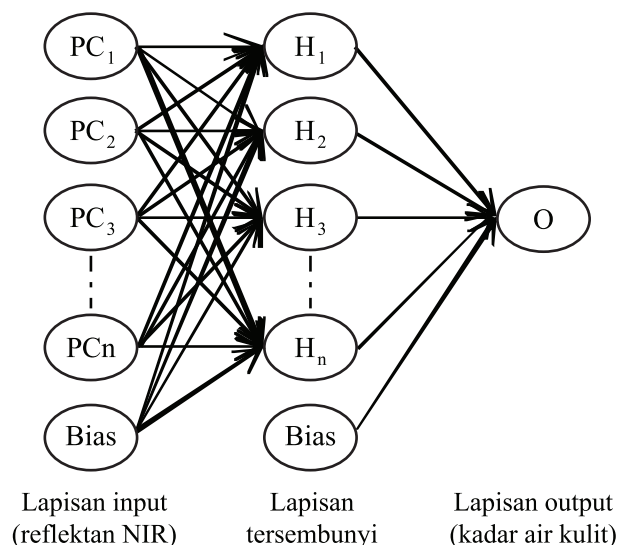 PC1 H1
PC2 H2
PC3 H3 O
PCn Hn
Bias Bias
Lapisan input Lapisan Lapisan output
(reflektan NIR) tersembunyi (kadar air kulit)